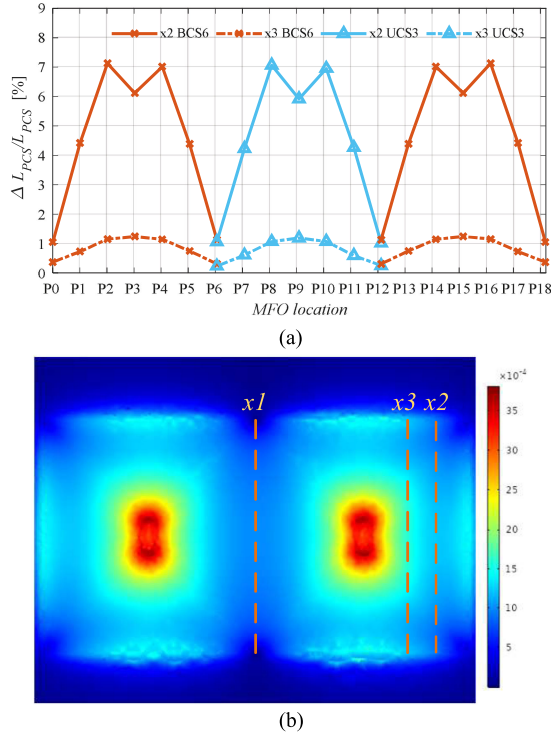 9
8
7
6
5
4
3
2
1
0
Δ L_PCS/L_PCS [%]
x2 BCS6 x3 BCS6 x2 UCS3 x3 UCS3
P0 P1 P2 P3 P4 P5 P6 P7 P8 P9 P10 P11 P12 P13 P14 P15 P16 P17 P18
MFO location
(a)
x1 x3 x2
×10⁻⁴
35
30
25
20
15
10
5
(b)